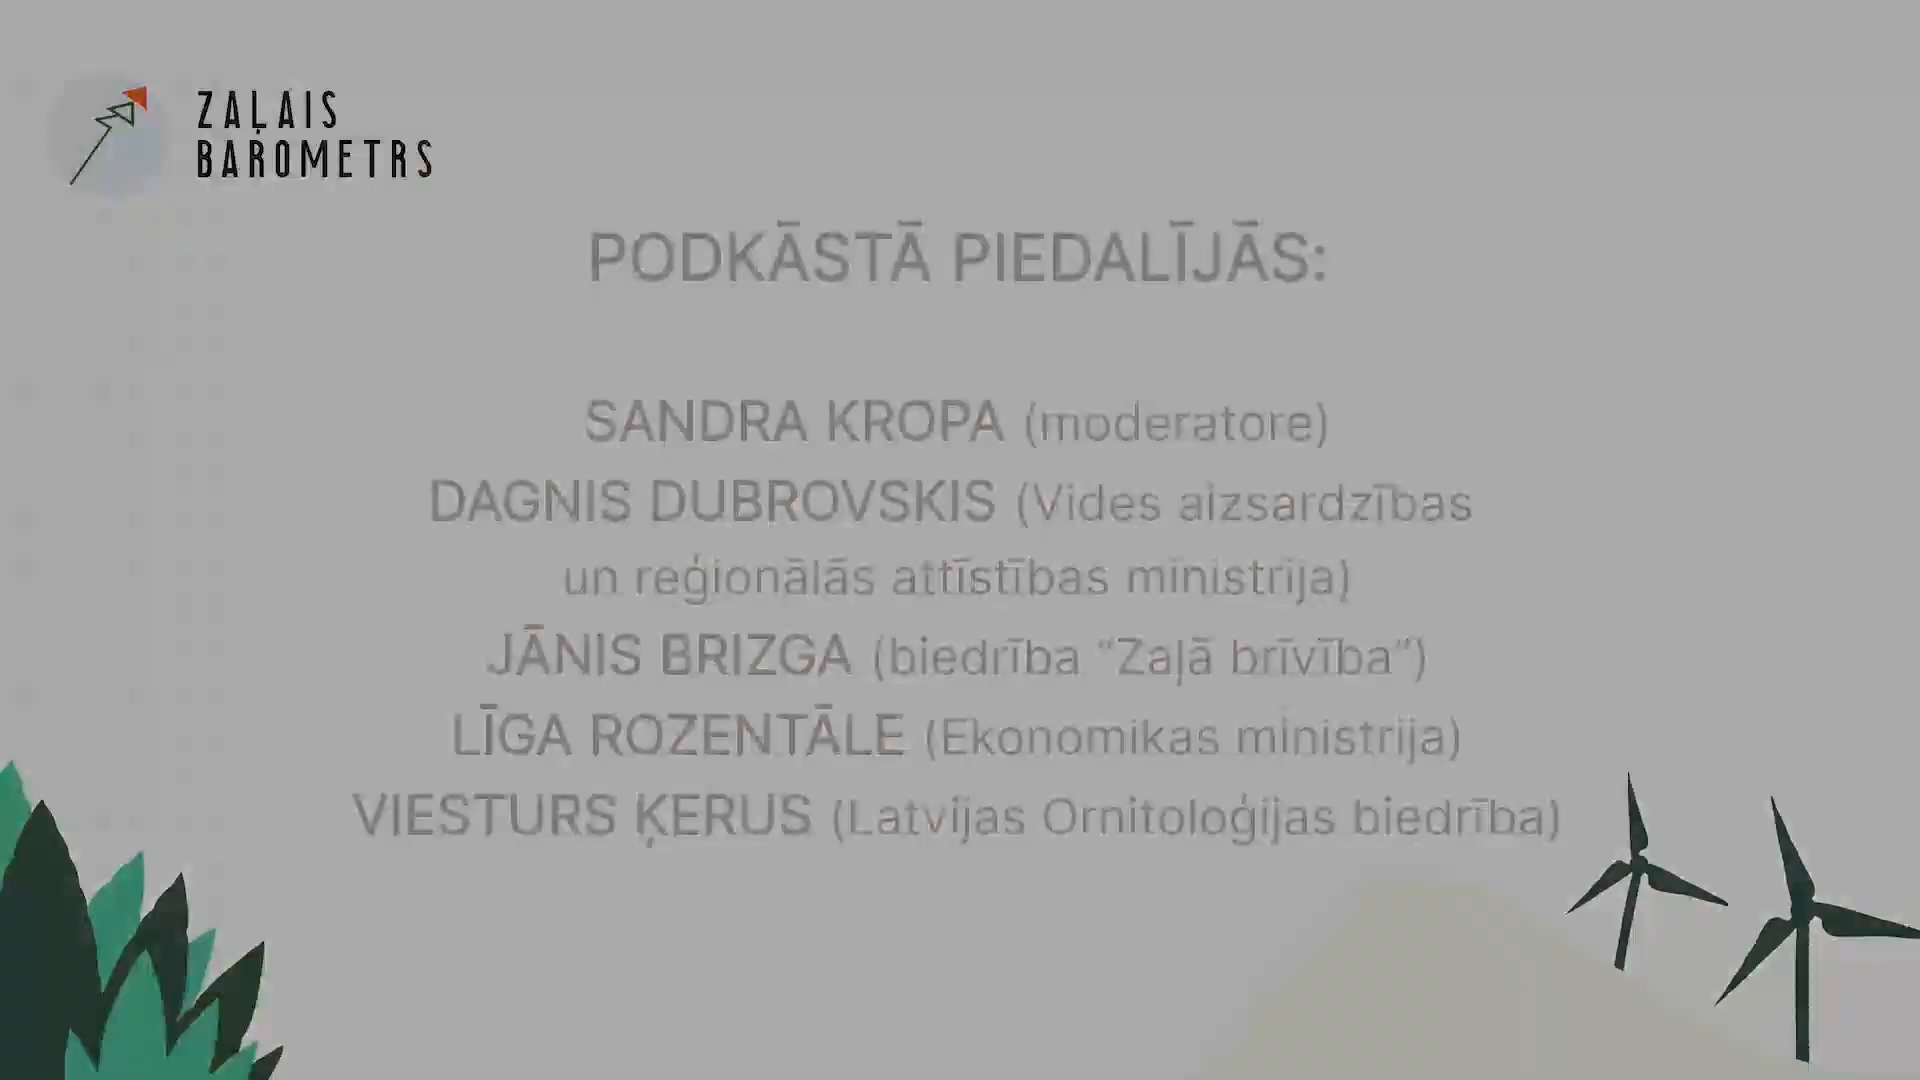 ZAĻAIS
BAROMETRS
PODKĀSTĀ PIEDALĪJĀS:
SANDRA KROPA (moderatore)
DAGNIS DUBROVSKIS (Vides aizsardzības
un reģionālās attīstības ministrija)
JĀNIS BRIZGA (biedrība “Zaļā brīvība”)
LĪGA ROZENTĀLE (Ekonomikas ministrija)
VIESTURS ĶERUS (Latvijas Ornitoloģijas biedrība)